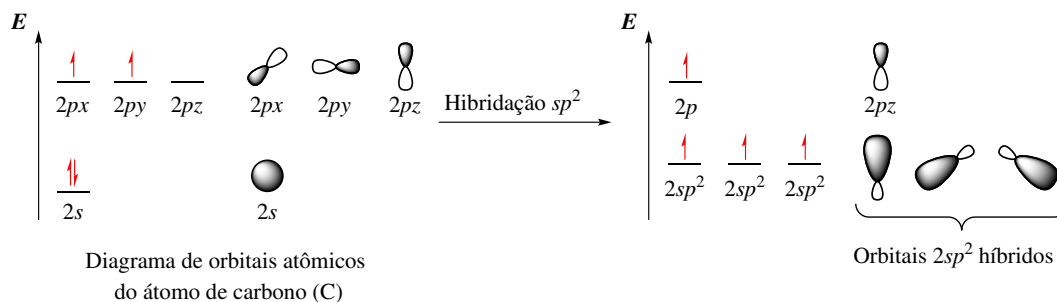 E
2px 2py 2pz 2px 2py 2pz
2s 2s
Diagrama de orbitais atômicos
do átomo de carbono (C)
Hibridação sp²
E
2p 2pz
2sp² 2sp² 2sp²
Orbitais 2sp² híbridos